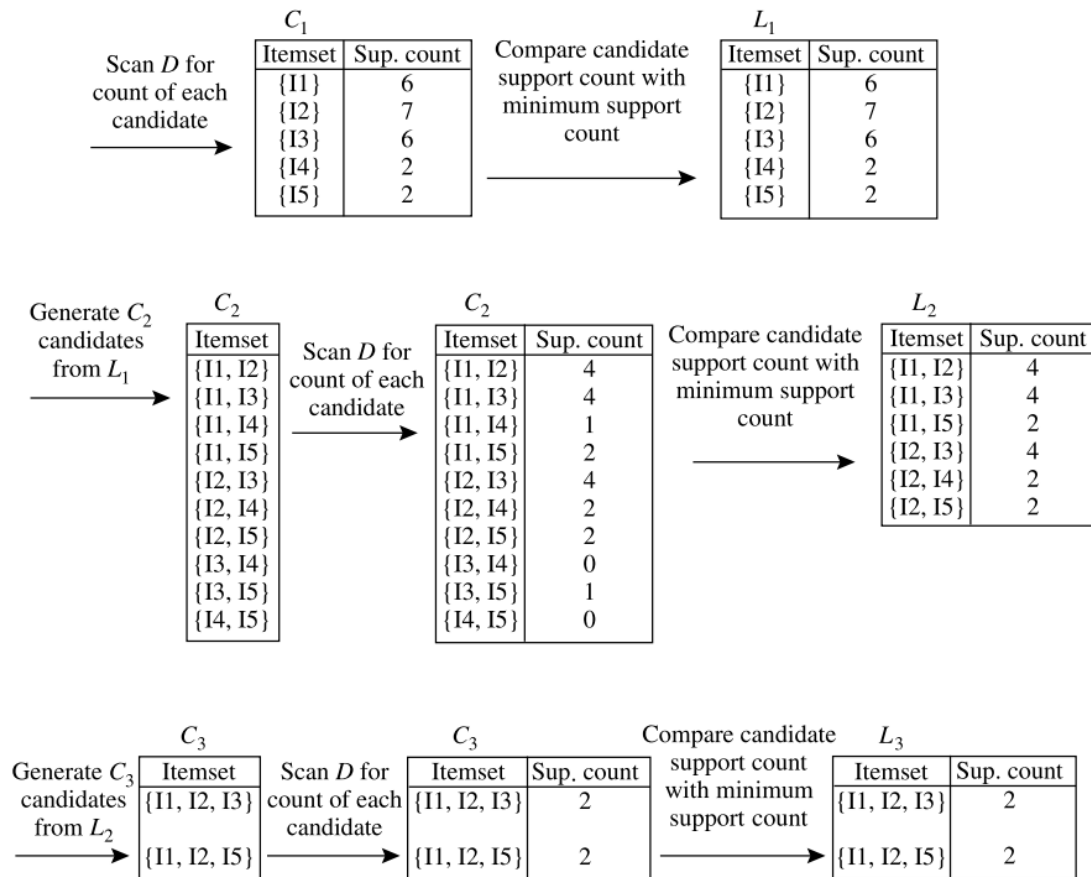 C1
Scan D for
count of each
candidate
Itemset Sup. count
{I1} 6
{I2} 7
{I3} 6
{I4} 2
{I5} 2
Compare candidate
support count with
minimum support
count
L1
Itemset Sup. count
{I1} 6
{I2} 7
{I3} 6
{I4} 2
{I5} 2
Generate C2
candidates
from L1
C2
Itemset
{I1, I2}
{I1, I3}
{I1, I4}
{I1, I5}
{I2, I3}
{I2, I4}
{I2, I5}
{I3, I4}
{I3, I5}
{I4, I5}
Scan D for
count of each
candidate
C2
Itemset Sup. count
{I1, I2} 4
{I1, I3} 4
{I1, I4} 1
{I1, I5} 2
{I2, I3} 4
{I2, I4} 2
{I2, I5} 2
{I3, I4} 0
{I3, I5} 1
{I4, I5} 0
Compare candidate
support count with
minimum support
count
L2
Itemset Sup. count
{I1, I2} 4
{I1, I3} 4
{I1, I5} 2
{I2, I3} 4
{I2, I4} 2
{I2, I5} 2
Generate C3
candidates
from L2
C3
Itemset
{I1, I2, I3}
{I1, I2, I5}
Scan D for
count of each
candidate
C3
Itemset Sup. count
{I1, I2, I3} 2
{I1, I2, I5} 2
Compare candidate
support count
with minimum
support count
L3
Itemset Sup. count
{I1, I2, I3} 2
{I1, I2, I5} 2